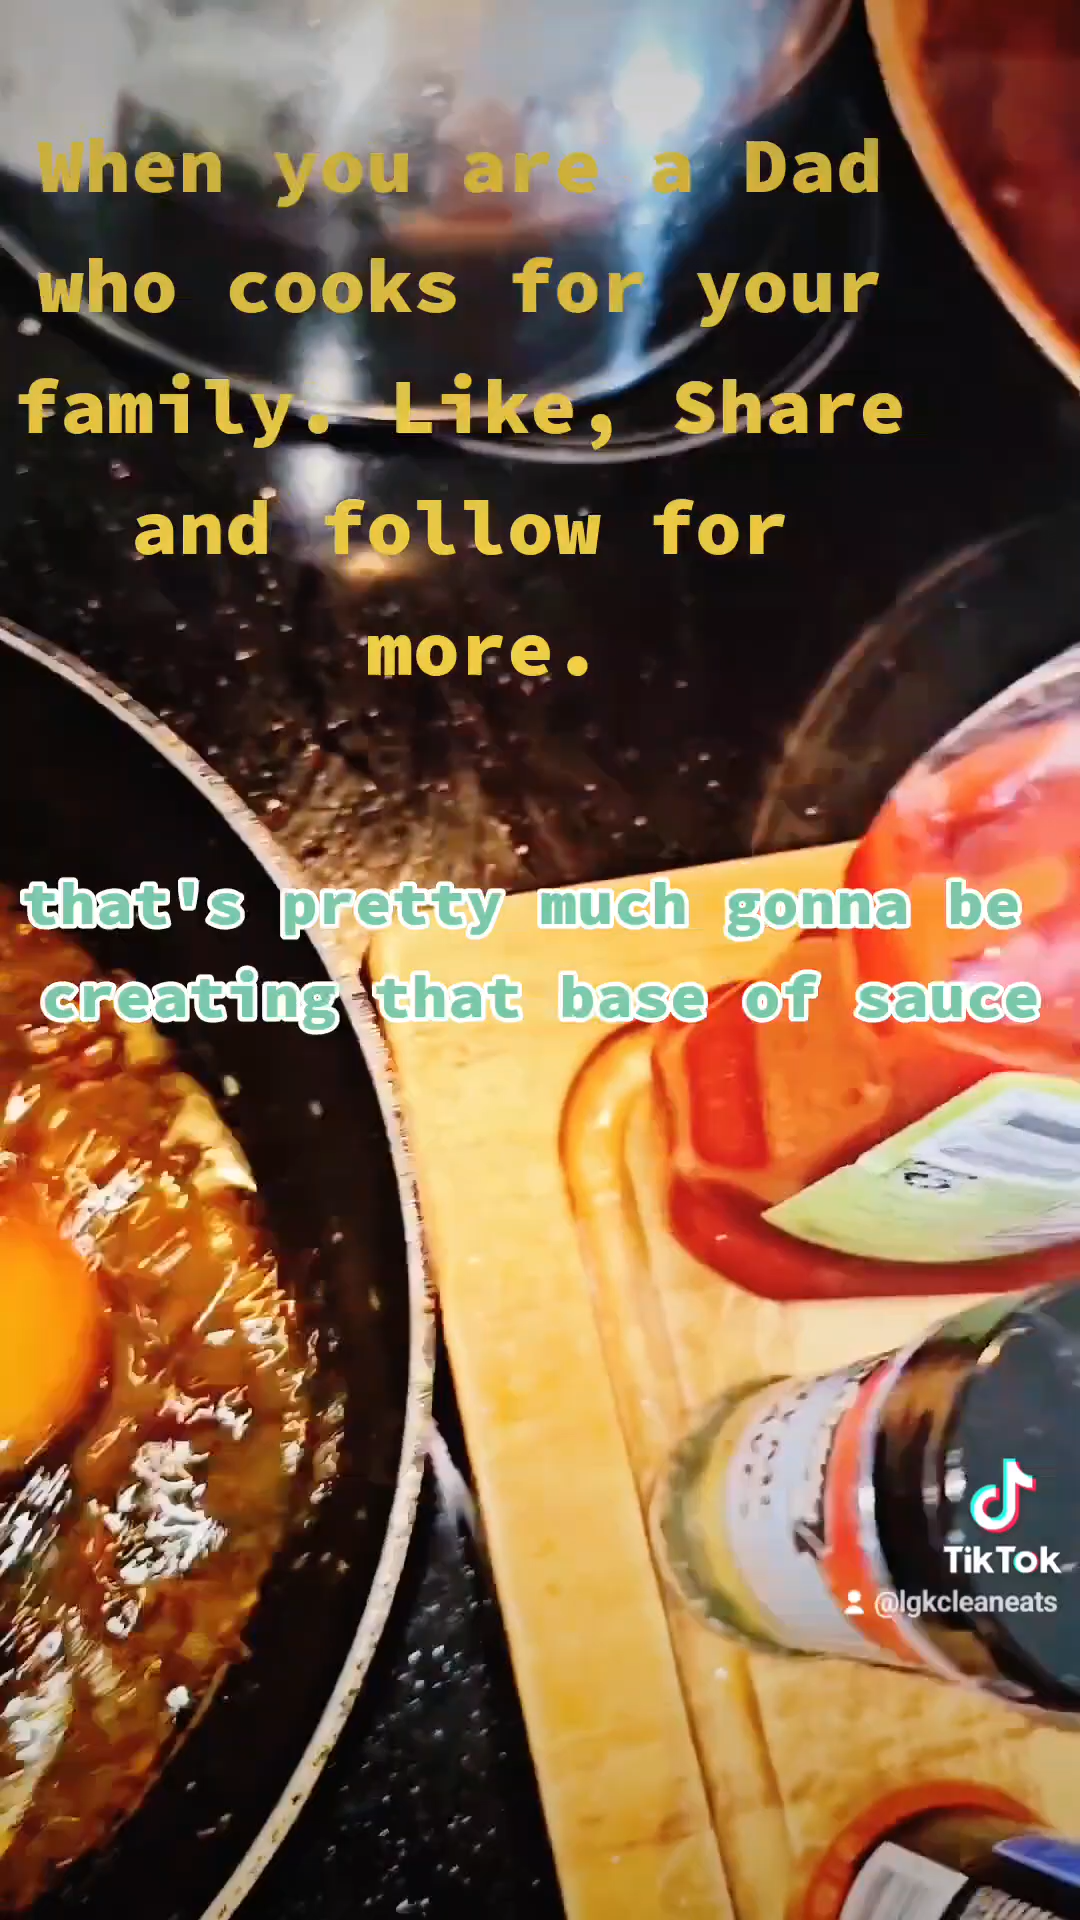 When you are a Dad
who cooks for your
family. Like, Share
and follow for
more.
that's pretty much gonna be
creating that base of sauce
TikTok
@lgkcleaneats